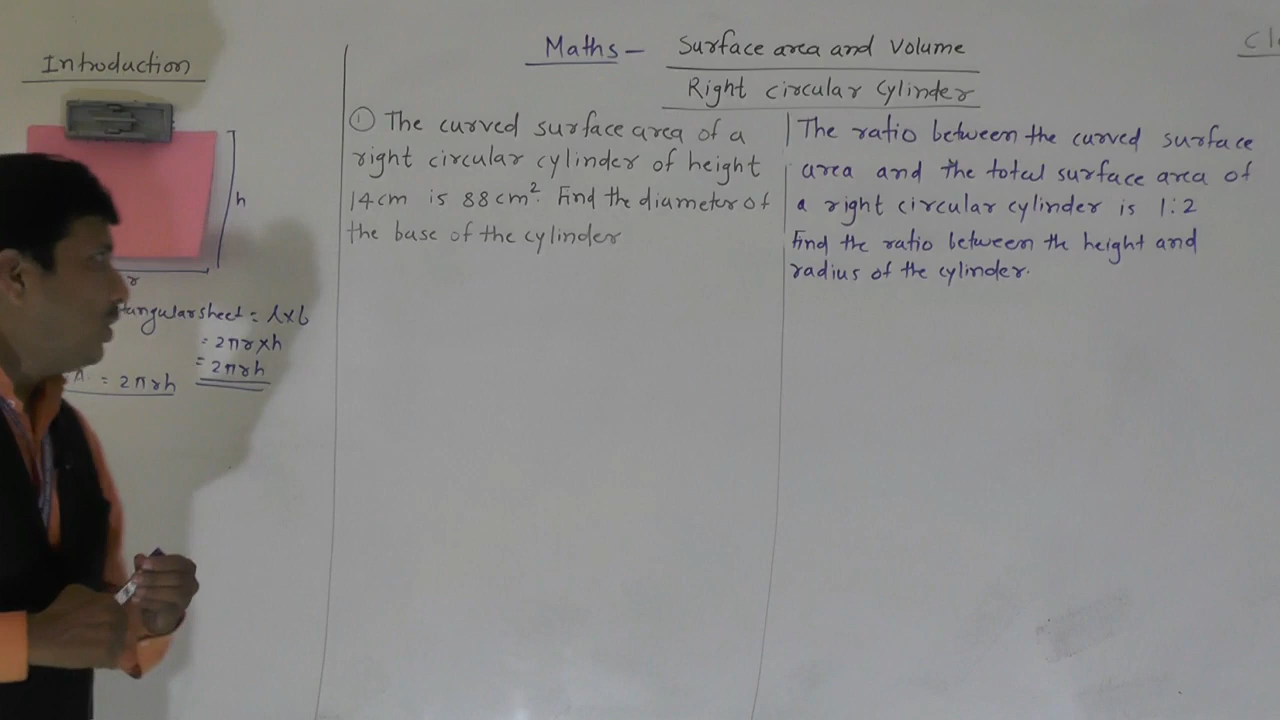 Introduction
h
r
tangular sheet = l×b
= 2πr×h
= 2πrh
A. = 2πrh
Maths - Surface area and Volume
Right circular cylinder
① The curved surface area of a
right circular cylinder of height
14cm is 88cm². Find the diameter of
the base of the cylinder
The ratio between the curved surface
area and the total surface area of
a right circular cylinder is 1:2
Find the ratio between the height and
radius of the cylinder.